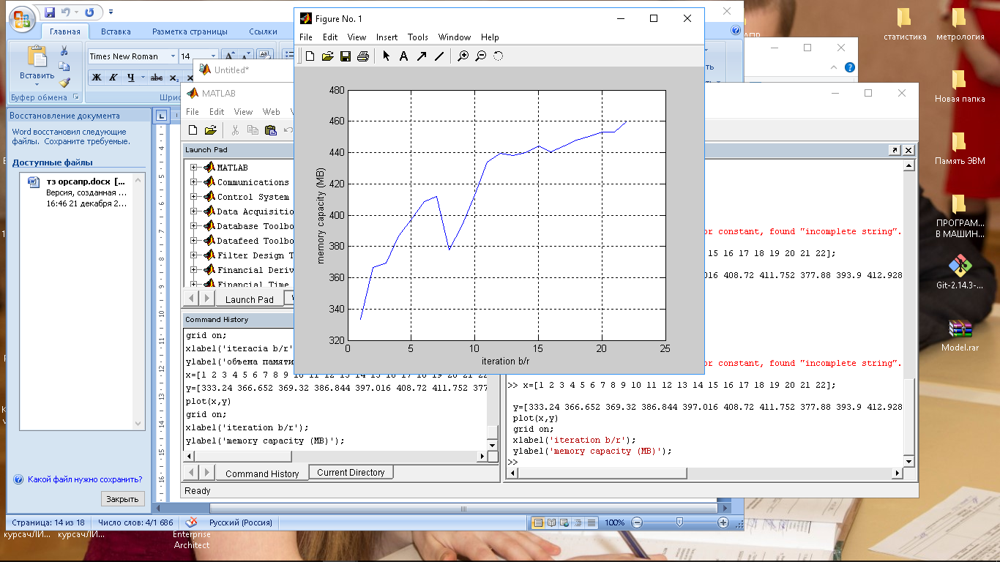 Главная Вставка Разметка страницы Ссылки
Times New Roman 14
Вставить
Ж К Ч abc x₂
Буфер обмена
Восстановление документа
Word восстановил следующие
файлы. Сохраните требуемые.
Доступные файлы
тз орсапр.docx [...
Версия, созданная ...
16:46 21 декабря 2...
Какой файл нужно сохранить?
Закрыть
Страница: 14 из 18 Число слов: 4/1 686 Русский (Россия) 100%
Untitled*
MATLAB
File Edit View Web
Launch Pad
MATLAB
Communications
Control System
Data Acquisitio
Database Toolbo
Datafeed Toolbo
Filter Design T
Financial Deriv
Financial Time
Launch Pad
Command History
grid on;
xlabel('iteracia b/r'
ylabel('объема памяти
x=[1 2 3 4 5 6 7 8 9 10 11 12 13 14 15 16 17 18 19 20 21 22
y=[333.24 366.652 369.32 386.844 397.016 408.72 411.752 377
plot(x,y)
grid on;
xlabel('iteration b/r');
ylabel('memory capacity (MB)');
Command History Current Directory
Ready
Figure No. 1
File Edit View Insert Tools Window Help
480
460
440
420
400
380
360
340
320
0 5 10 15 20 25
memory capacity (MB)
iteration b/r
or constant, found "incomplete string".
15 16 17 18 19 20 21 22];
016 408.72 411.752 377.88 393.9 412.928
or constant, found "incomplete string".
>> x=[1 2 3 4 5 6 7 8 9 10 11 12 13 14 15 16 17 18 19 20 21 22];
y=[333.24 366.652 369.32 386.844 397.016 408.72 411.752 377.88 393.9 412.928
plot(x,y)
grid on;
xlabel('iteration b/r');
ylabel('memory capacity (MB)');
>>
статистика метрология
Новая папка
Память ЭВМ
ПРОГРАМ...
В МАШИН...
Git-2.14.3-...
Model.rar
курсачЛИ... курсачЛИ... Enterprise
Architect